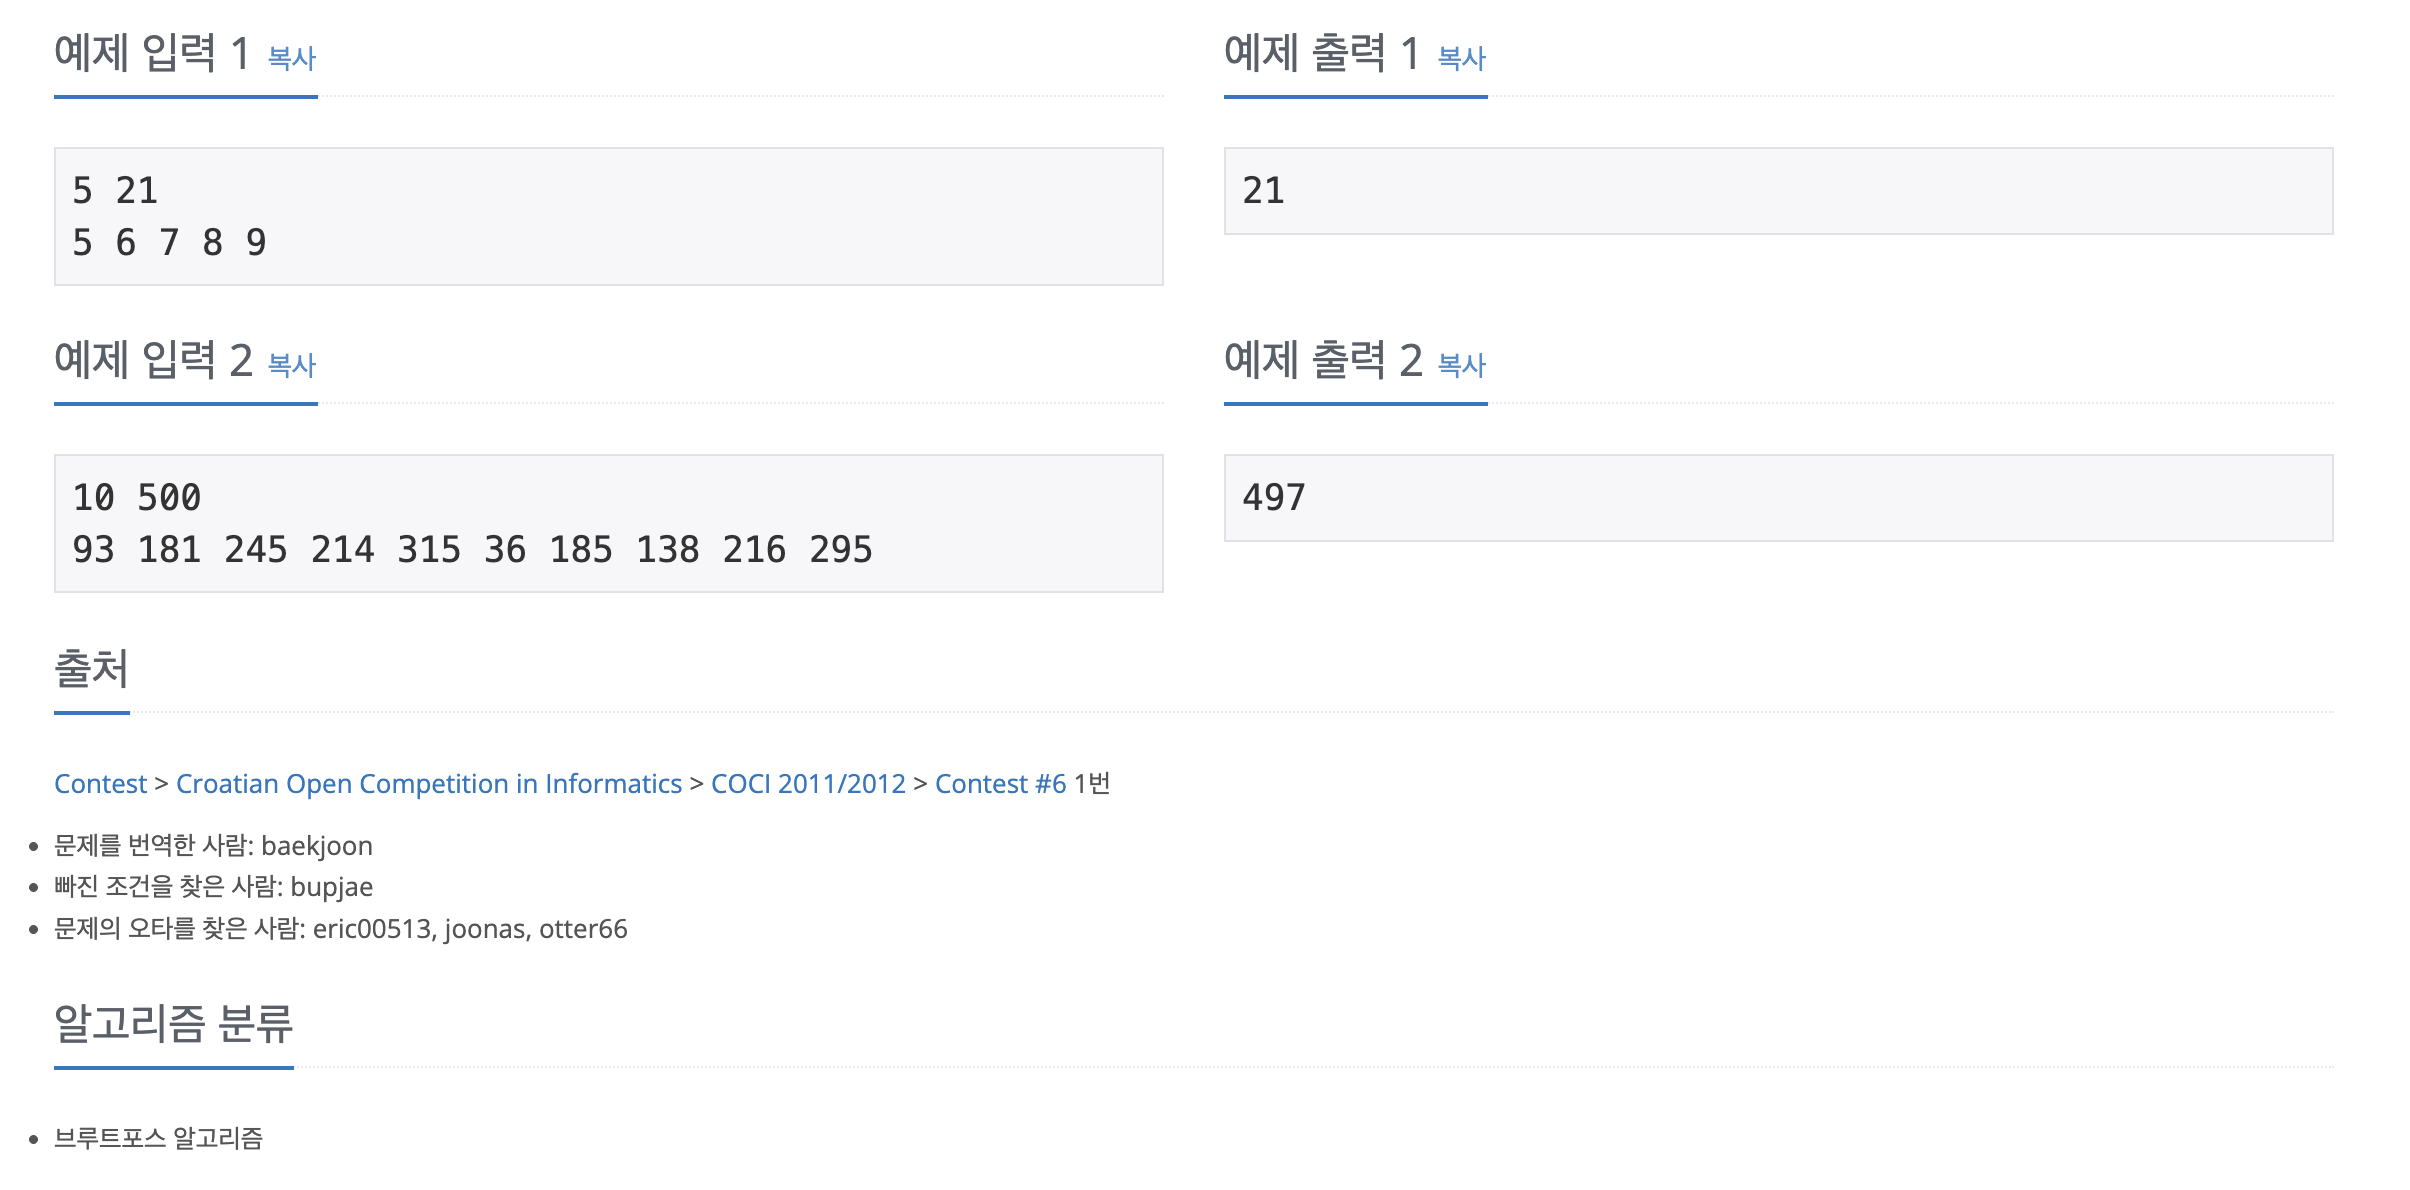 예제 입력 1 복사
5 21
5 6 7 8 9
예제 출력 1 복사
21
예제 입력 2 복사
10 500
93 181 245 214 315 36 185 138 216 295
예제 출력 2 복사
497
출처
Contest > Croatian Open Competition in Informatics > COCI 2011/2012 > Contest #6 1번
문제를 번역한 사람: baekjoon
빠진 조건을 찾은 사람: bupjae
문제의 오타를 찾은 사람: eric00513, joonas, otter66
알고리즘 분류
브루트포스 알고리즘